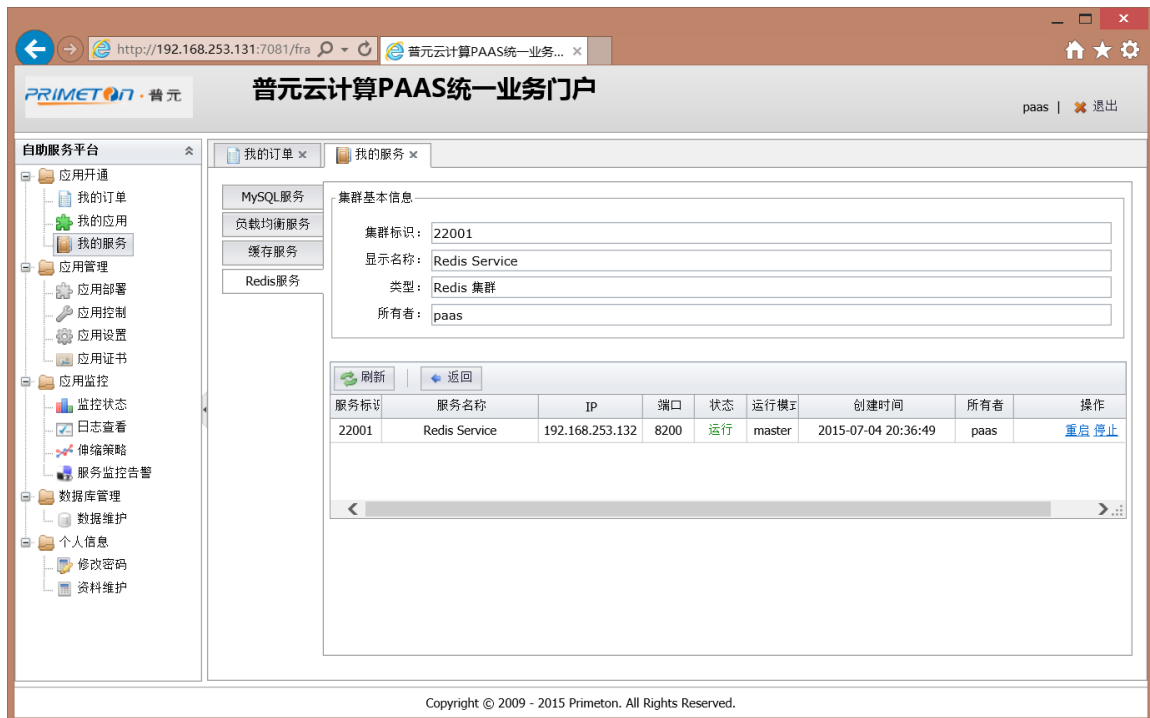 http://192.168.253.131:7081/fra
普元云计算PAAS统一业务...
PRIMETON·普元
普元云计算PAAS统一业务门户
paas | 退出
自助服务平台
我的订单
我的服务
应用开通
我的订单
我的应用
我的服务
应用管理
应用部署
应用控制
应用设置
应用证书
应用监控
监控状态
日志查看
伸缩策略
服务监控告警
数据库管理
数据维护
个人信息
修改密码
资料维护
MySQL服务
负载均衡服务
缓存服务
Redis服务
集群基本信息
集群标识: 22001
显示名称: Redis Service
类型: Redis 集群
所有者: paas
刷新 返回
服务标识 服务名称 IP 端口 状态 运行模式 创建时间 所有者 操作
22001 Redis Service 192.168.253.132 8200 运行 master 2015-07-04 20:36:49 paas 重启 停止
Copyright © 2009 - 2015 Primeton. All Rights Reserved.